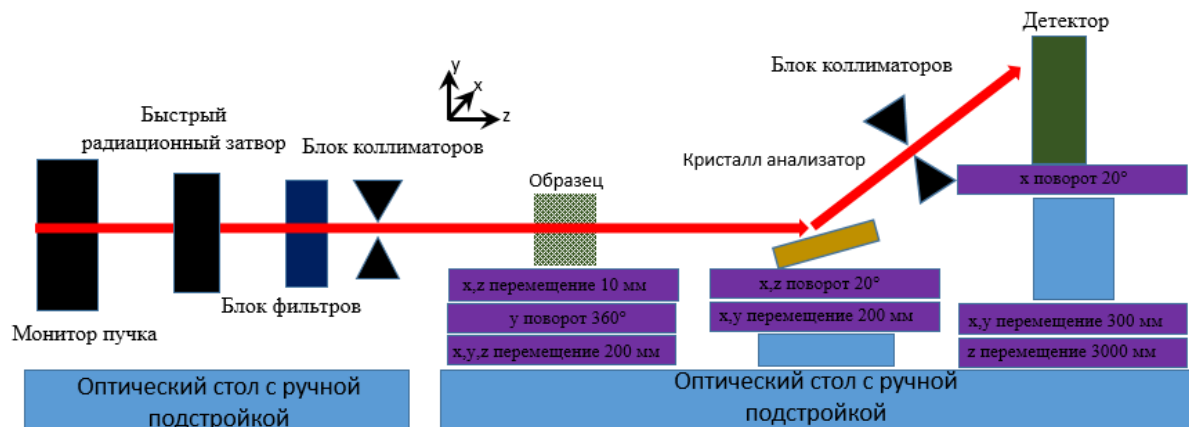 Детектор
Блок коллиматоров
y
x
z
Быстрый
радиационный затвор
Блок коллиматоров
Кристалл анализатор
Образец
x поворот 20°
x,z перемещение 10 мм
x,z поворот 20°
Блок фильтров
y поворот 360°
x,y перемещение 200 мм
x,y перемещение 300 мм
Монитор пучка
x,y,z перемещение 200 мм
z перемещение 3000 мм
Оптический стол с ручной
подстройкой
Оптический стол с ручной
подстройкой